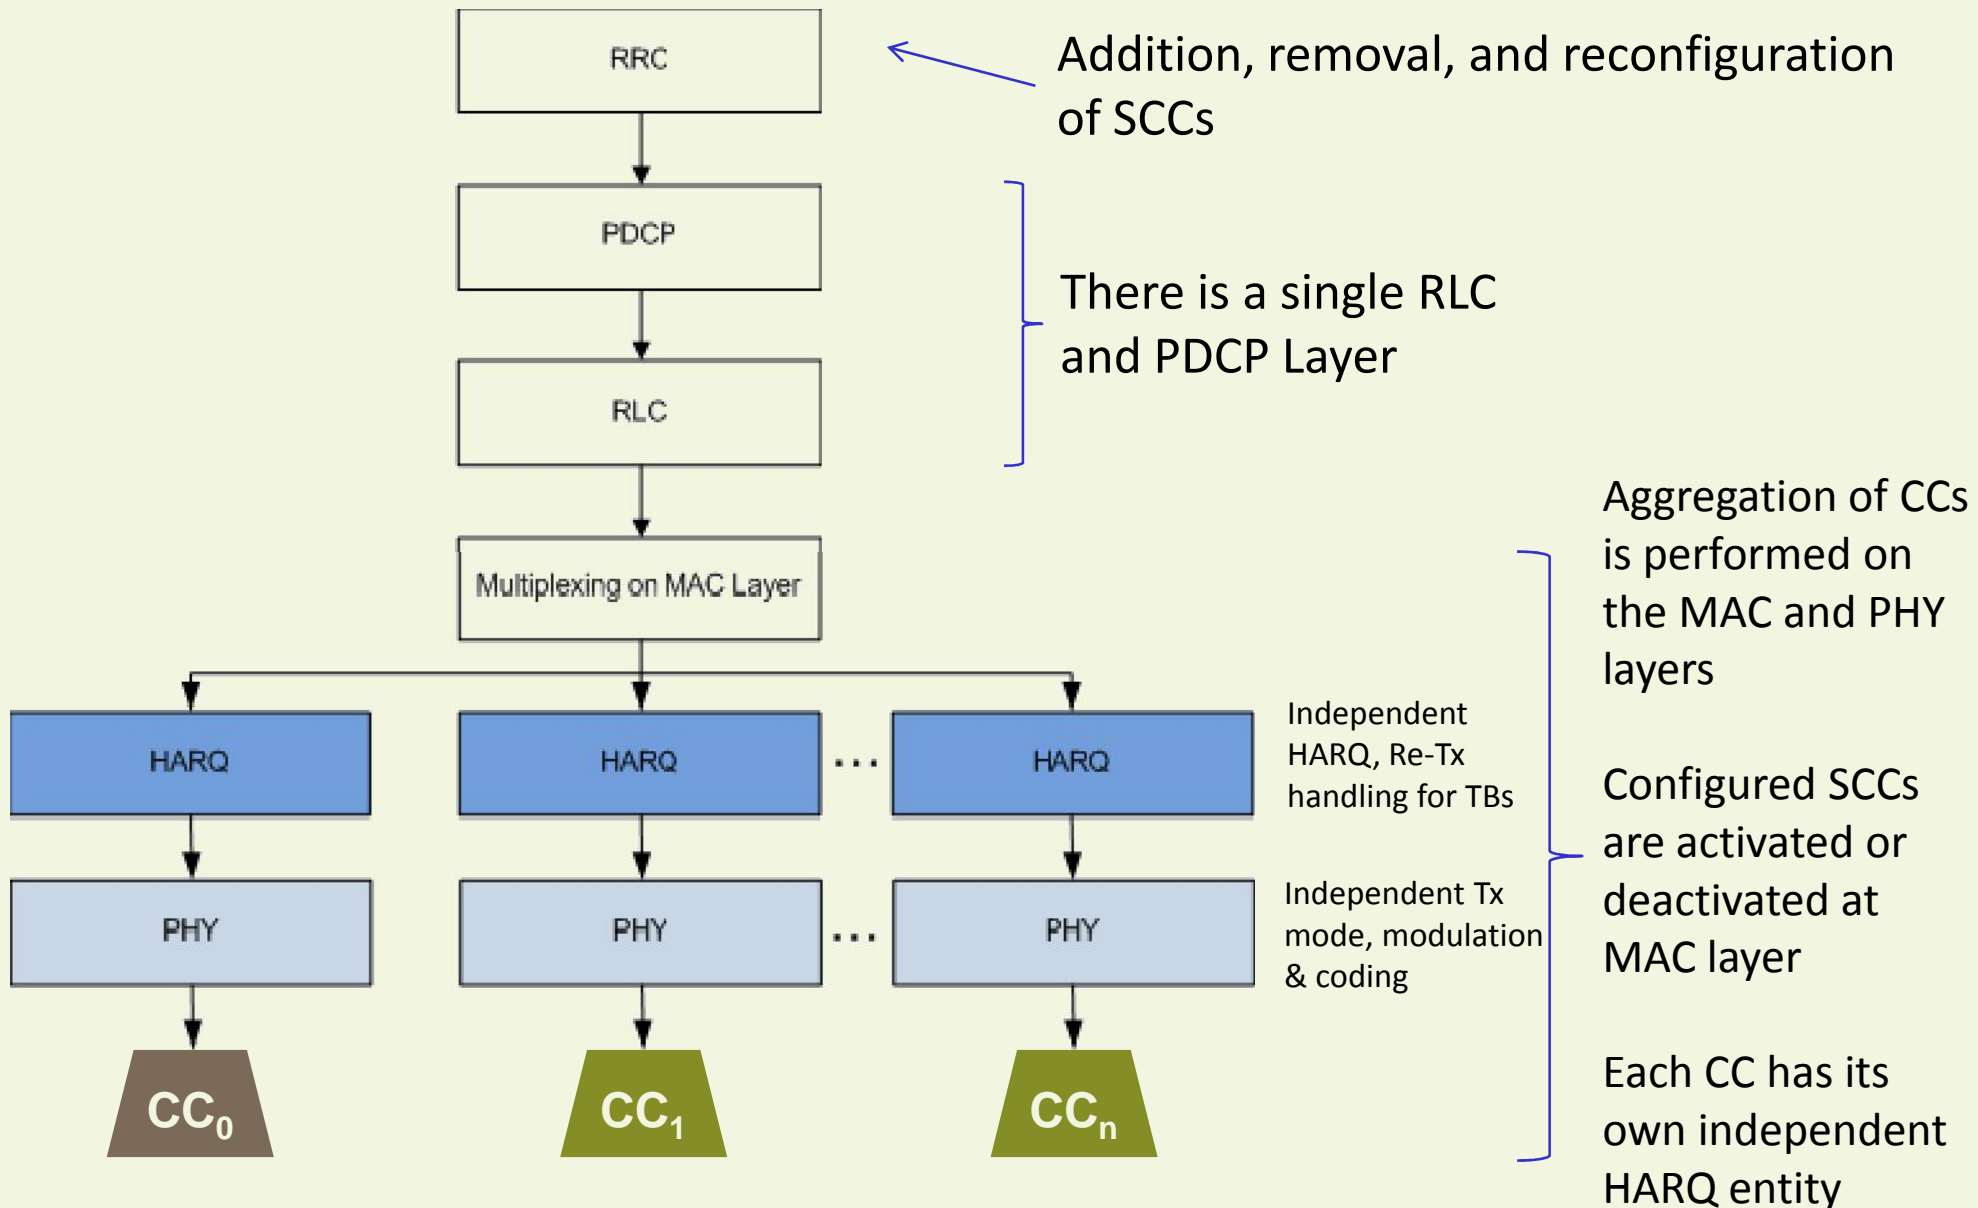 RRC
Addition, removal, and reconfiguration
of SCCs
PDCP
There is a single RLC
and PDCP Layer
RLC
Multiplexing on MAC Layer
Aggregation of CCs
is performed on
the MAC and PHY
layers
HARQ
HARQ
...
HARQ
Independent
HARQ, Re-Tx
handling for TBs
Configured SCCs
are activated or
deactivated at
MAC layer
PHY
PHY
...
PHY
Independent Tx
mode, modulation
& coding
CC0
CC1
CCn
Each CC has its
own independent
HARQ entity